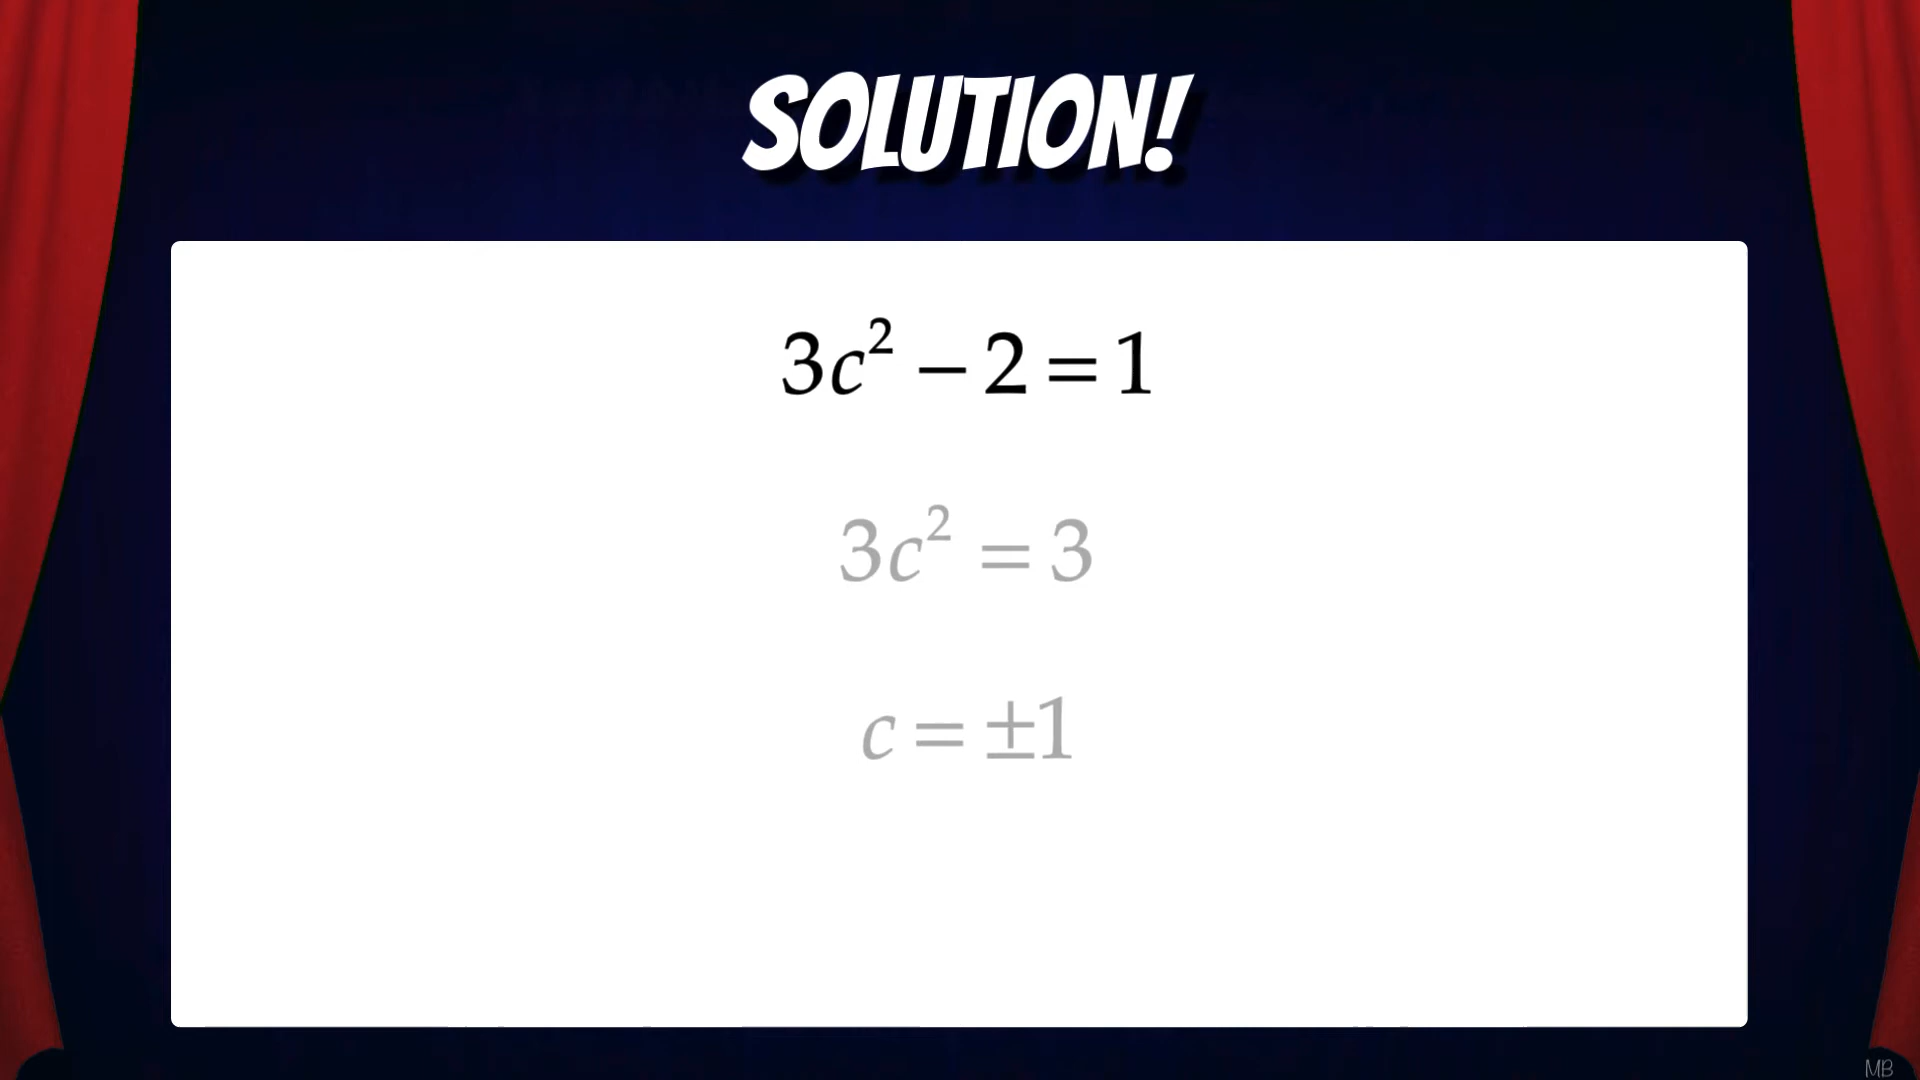 SOLUTION!
3c² – 2 = 1
3c² = 3
c = ±1
MB